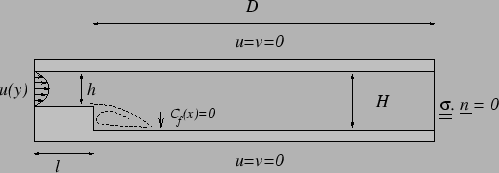 D
u=v=0
u(y)
h
H
σ. n = 0
C_f(x)=0
l
u=v=0